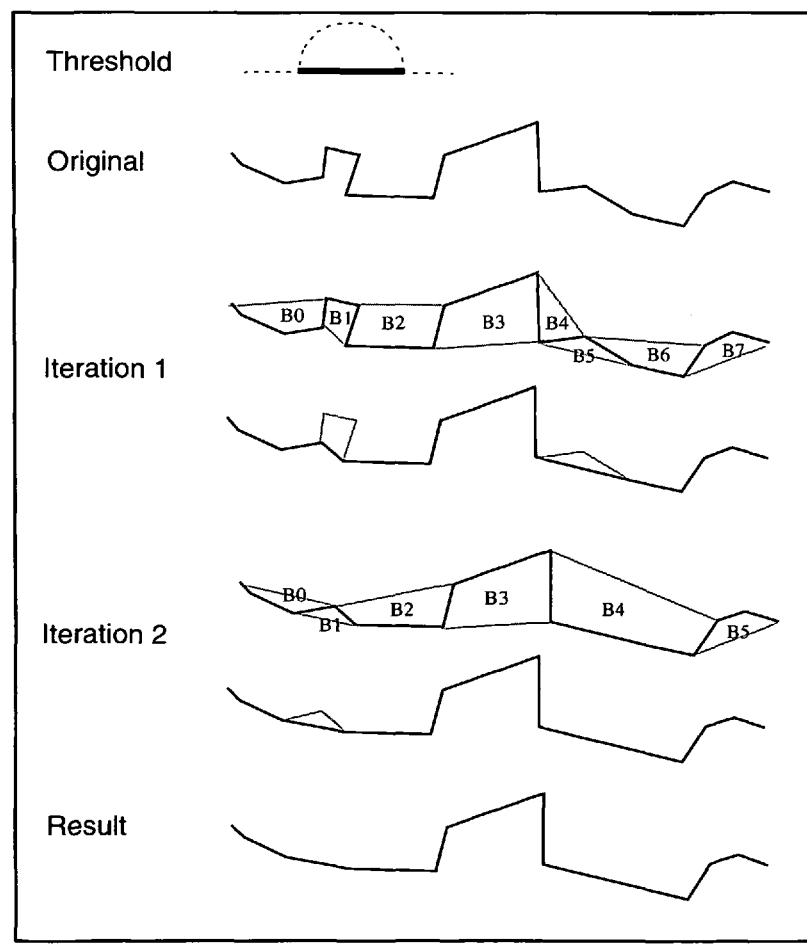 Threshold
Original
B0 B1 B2 B3 B4 B5 B6 B7
Iteration 1
B0 B1 B2 B3 B4 B5
Iteration 2
Result